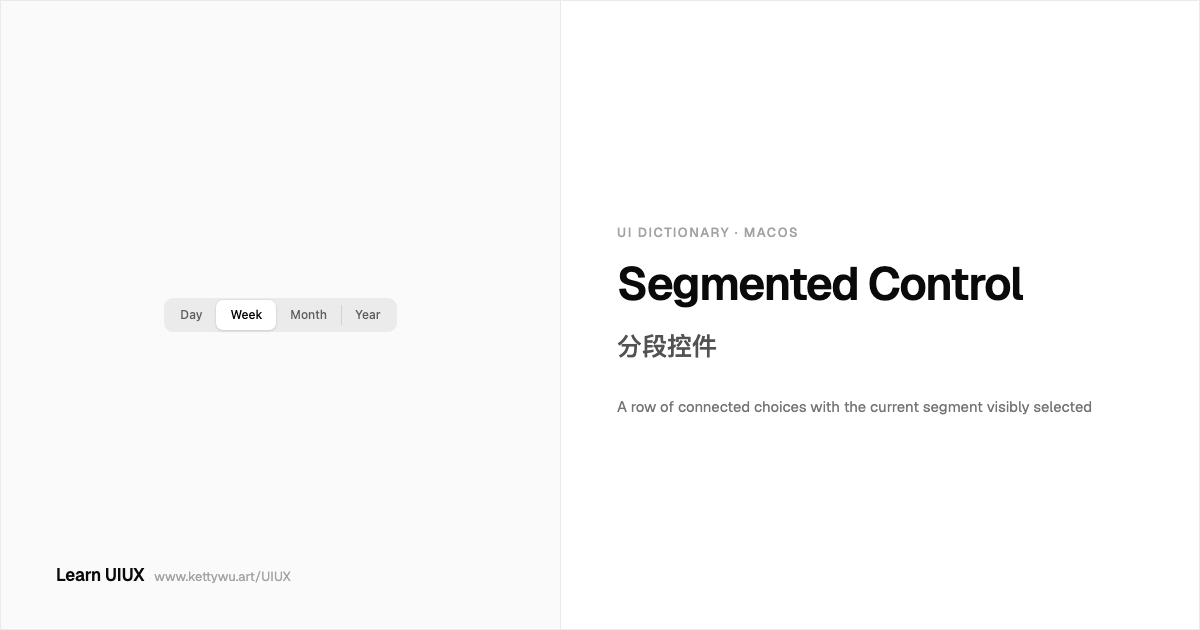 Day Week Month Year
Learn UIUX www.kettywu.art/UIUX
UI DICTIONARY · MACOS
Segmented Control
分段控件
A row of connected choices with the current segment visibly selected